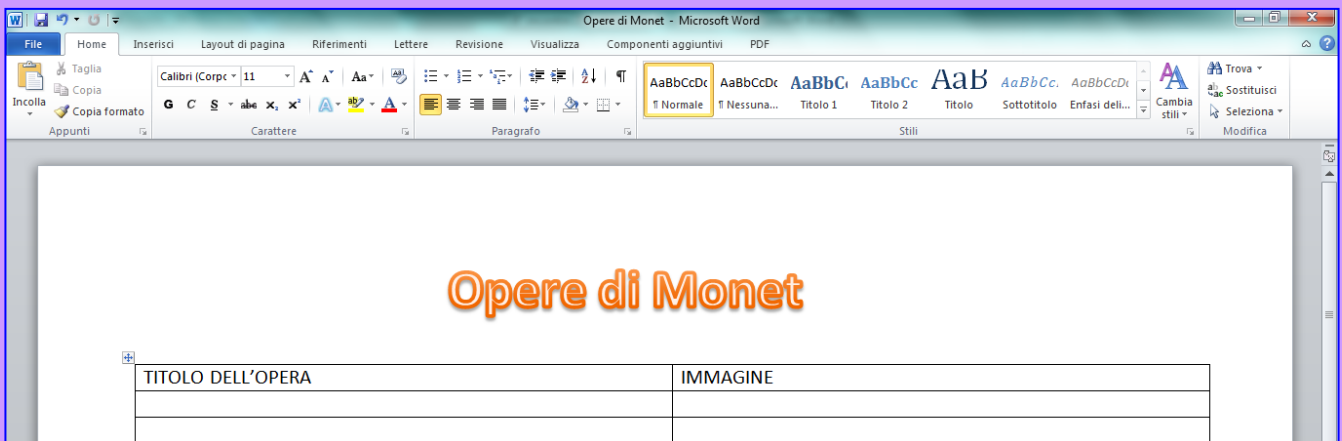 Opere di Monet - Microsoft Word
File Home Inserisci Layout di pagina Riferimenti Lettere Revisione Visualizza Componenti aggiuntivi PDF
Incolla
Taglia
Copia
Copia formato
Appunti
Calibri (Corpc 11 A A Aa
G C S abe x₂ x² A ab A
Carattere
Paragrafo
AaBbCcDc AaBbCcDc AaBbC AaBbCc AaB AaBbCc. AaBbCcDc
¶ Normale ¶ Nessuna... Titolo 1 Titolo 2 Titolo Sottotitolo Enfasi deli...
Cambia
stili
Stili
Trova
Sostituisci
Seleziona
Modifica
Opere di Monet
TITOLO DELL'OPERA IMMAGINE